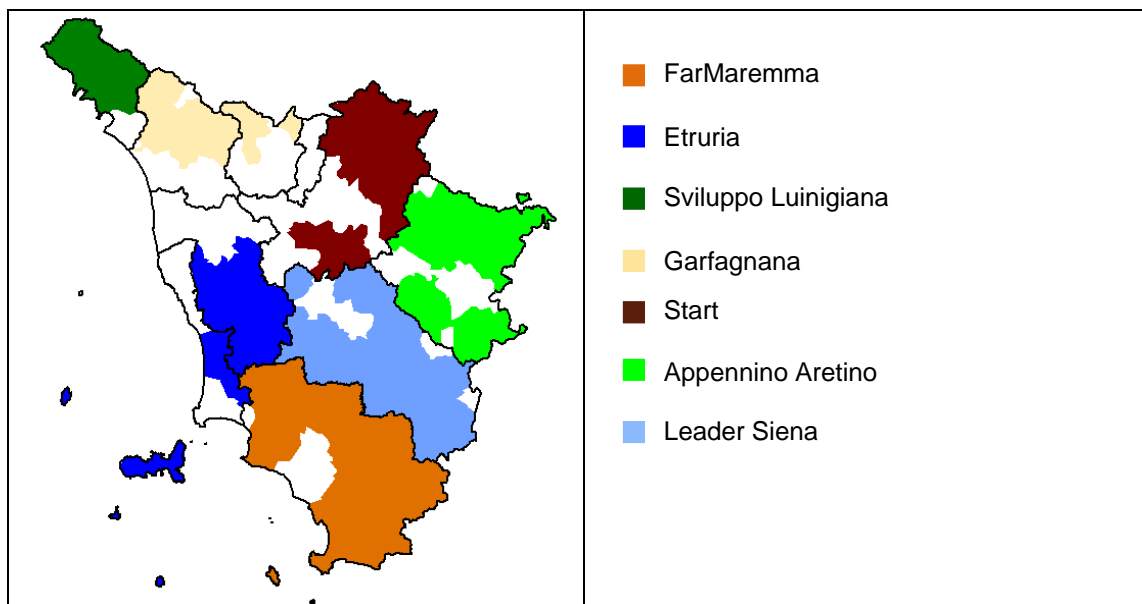 FarMaremma
Etruria
Sviluppo Luinigiana
Garfagnana
Start
Appennino Aretino
Leader Siena